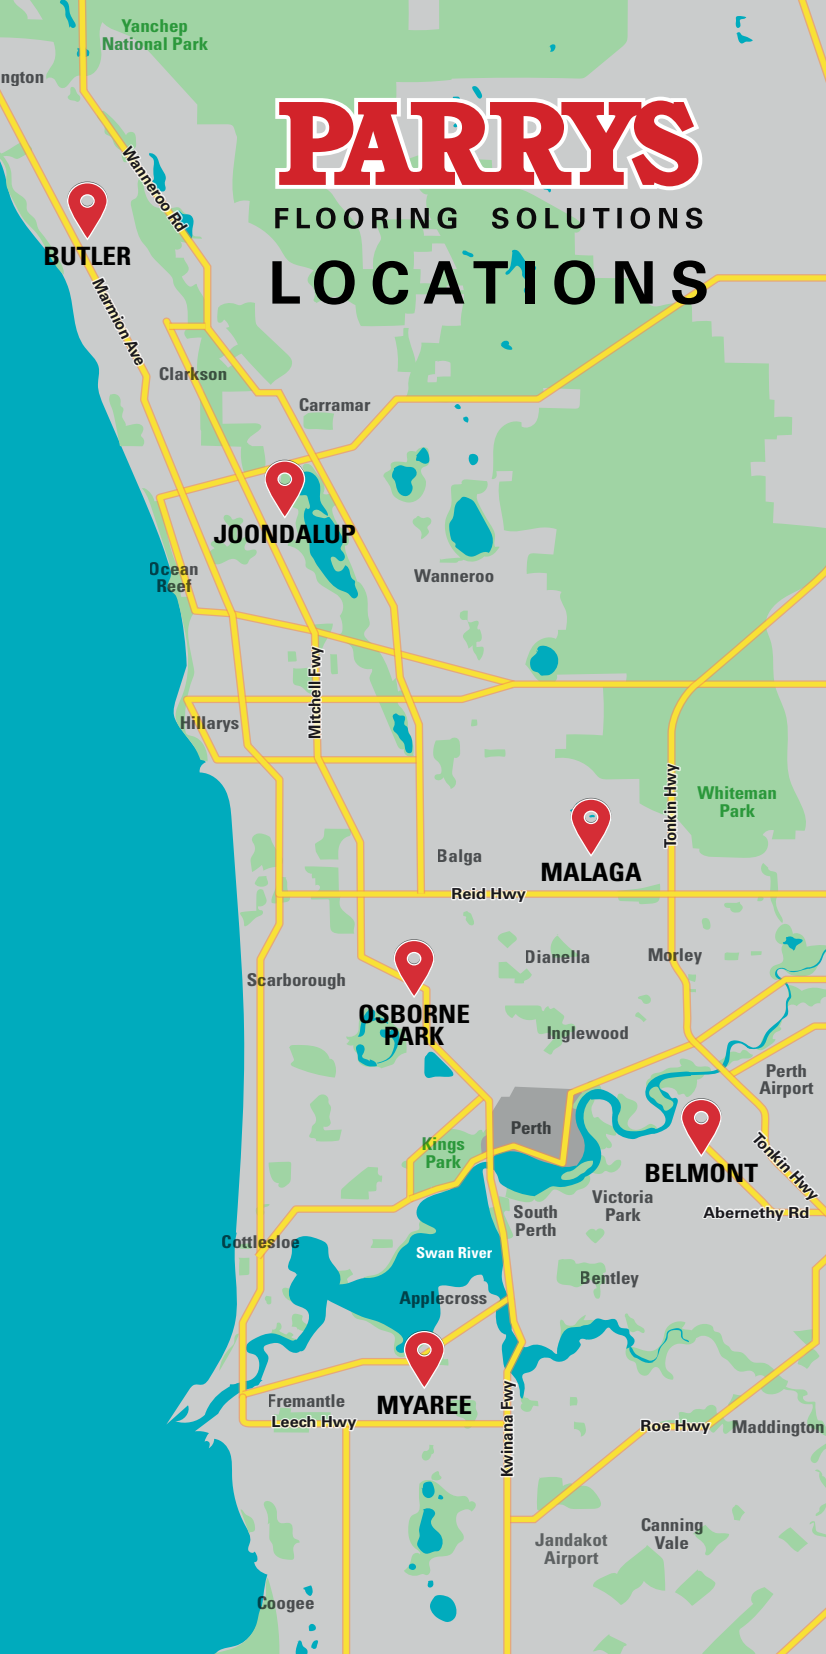 Yanchep
National Park
ngton
PARRYS
FLOORING SOLUTIONS
LOCATIONS
Wanneroo Rd
BUTLER
Marmion Ave
Clarkson
Carramar
JOONDALUP
Ocean
Reef
Wanneroo
Mitchell Fwy
Hillarys
Tonkin Hwy
Whiteman
Park
MALAGA
Balga
Reid Hwy
Dianella
Morley
Scarborough
OSBORNE
PARK
Inglewood
Perth
Airport
Perth
Kings
Park
BELMONT
Tonkin Hwy
Victoria
Park
Abernethy Rd
South
Perth
Cottlesloe
Swan River
Bentley
Applecross
MYAREE
Fremantle
Leech Hwy
Kwinana Fwy
Roe Hwy
Maddington
Canning
Vale
Jandakot
Airport
Coogee